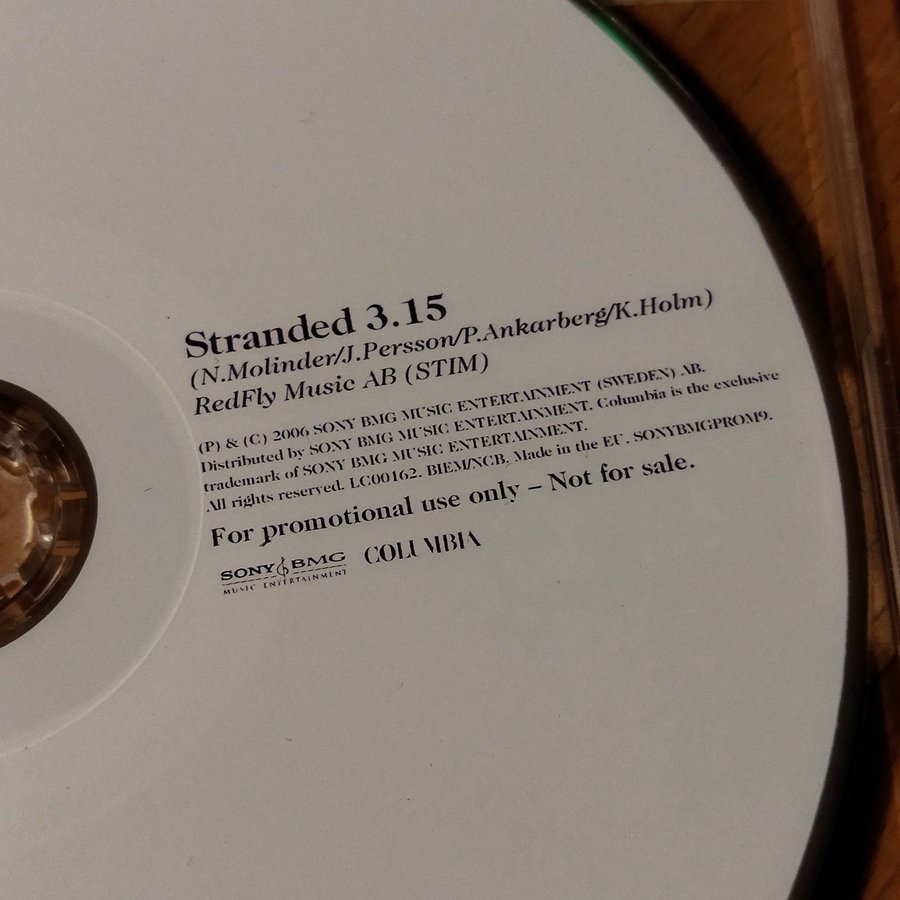 Stranded 3.15
(N.Molinder/J.Persson/P.Ankarberg/K.Holm)
RedFly Music AB (STIM)
(P) & (C) 2006 SONY BMG MUSIC ENTERTAINMENT (SWEDEN) AB.
Distributed by SONY BMG MUSIC ENTERTAINMENT. Columbia is the exclusive
trademark of SONY BMG MUSIC ENTERTAINMENT.
All rights reserved. LC00162. BIEM/NCB. Made in the EU. SONYBMGPROM9.
For promotional use only – Not for sale.
SONY BMG COLUMBIA
MUSIC ENTERTAINMENT